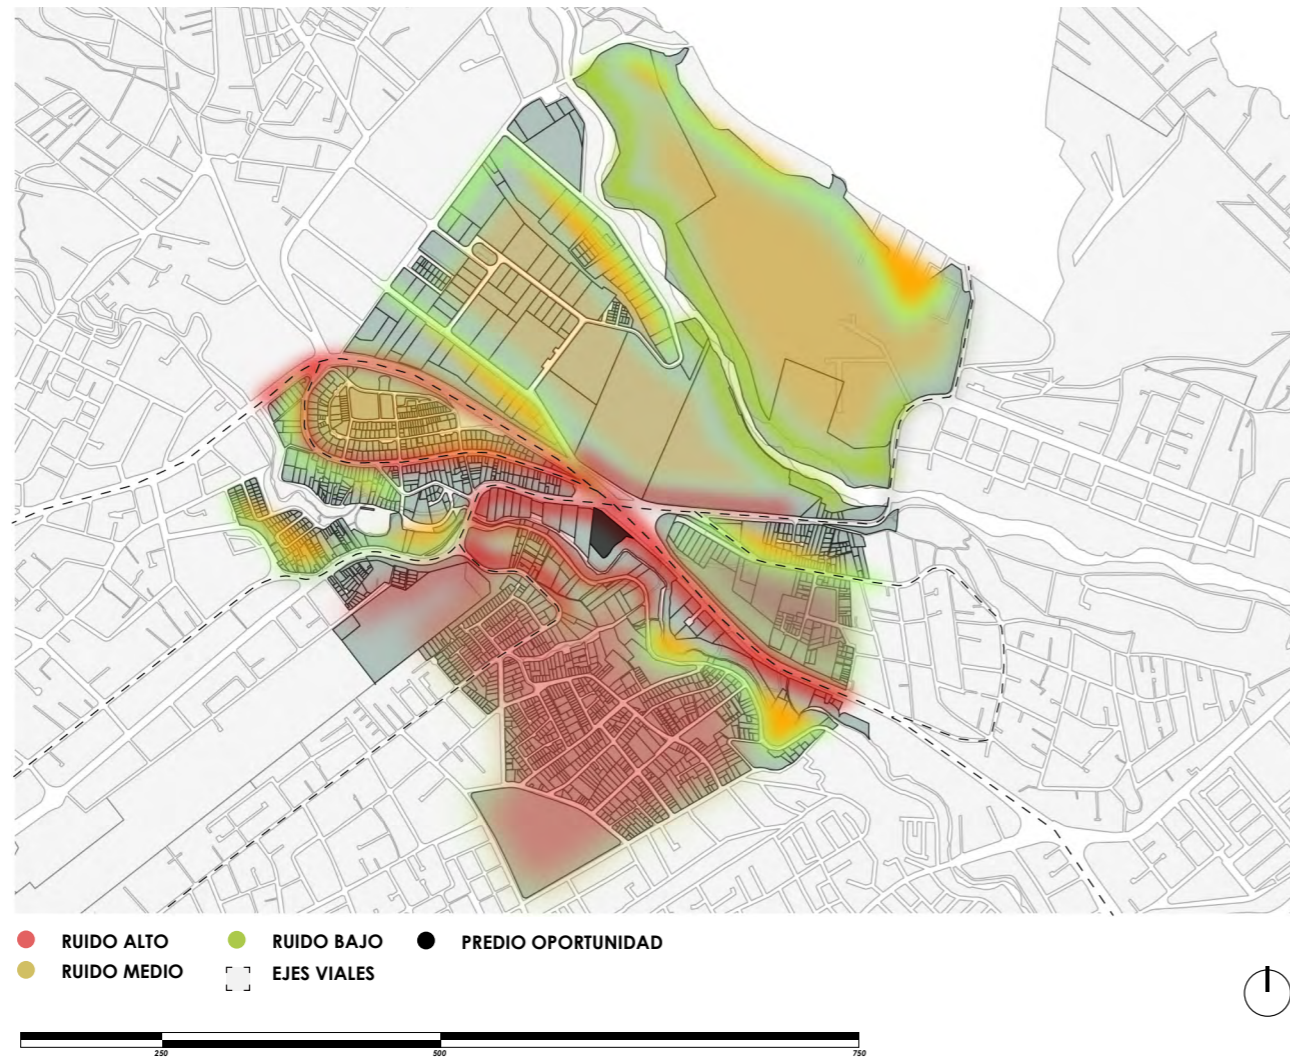 RUIDO ALTO
RUIDO BAJO
PREDIO OPORTUNIDAD
RUIDO MEDIO
EJES VIALES
250
500
750